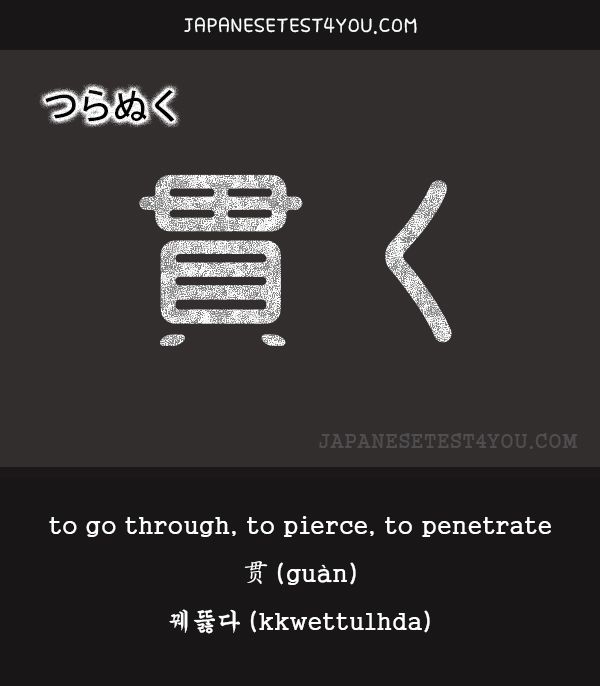 JAPANESETEST4YOU.COM
つらぬく
貫く
JAPANESETEST4YOU.COM
to go through, to pierce, to penetrate
贯 (guàn)
꿰뚫다 (kkwettulhda)